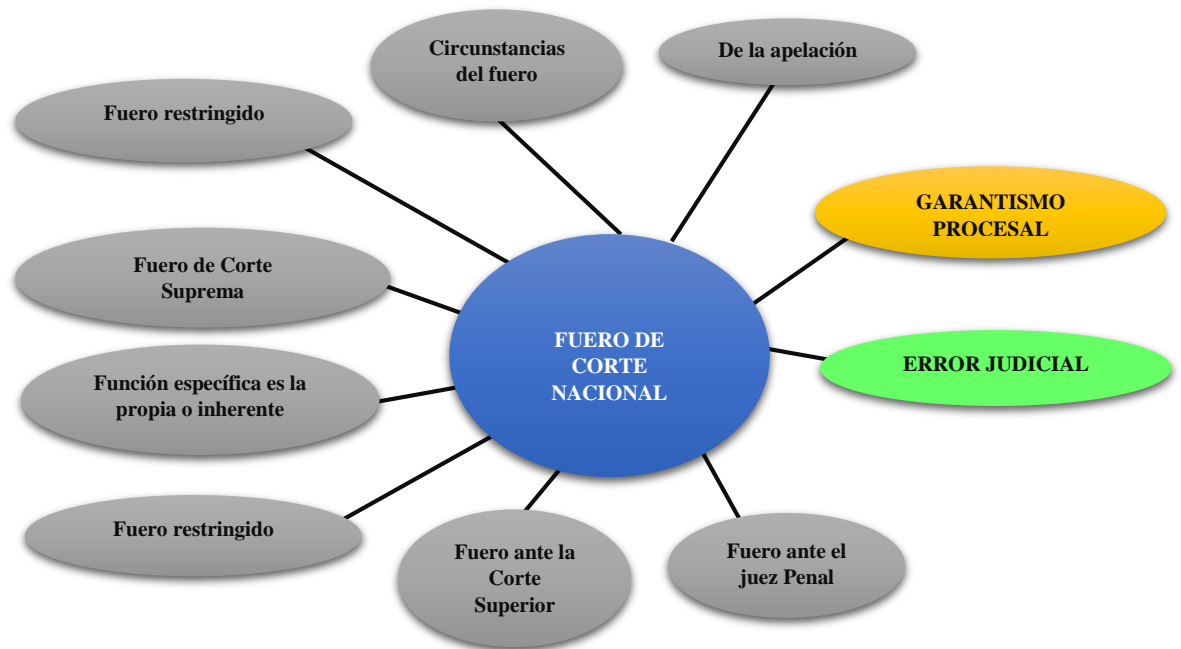 Circunstancias
del fuero
De la apelación
Fuero restringido
GARANTISMO
PROCESAL
Fuero de Corte
Suprema
FUERO DE
CORTE
NACIONAL
ERROR JUDICIAL
Función específica es la
propia o inherente
Fuero restringido
Fuero ante la
Corte
Superior
Fuero ante el
juez Penal